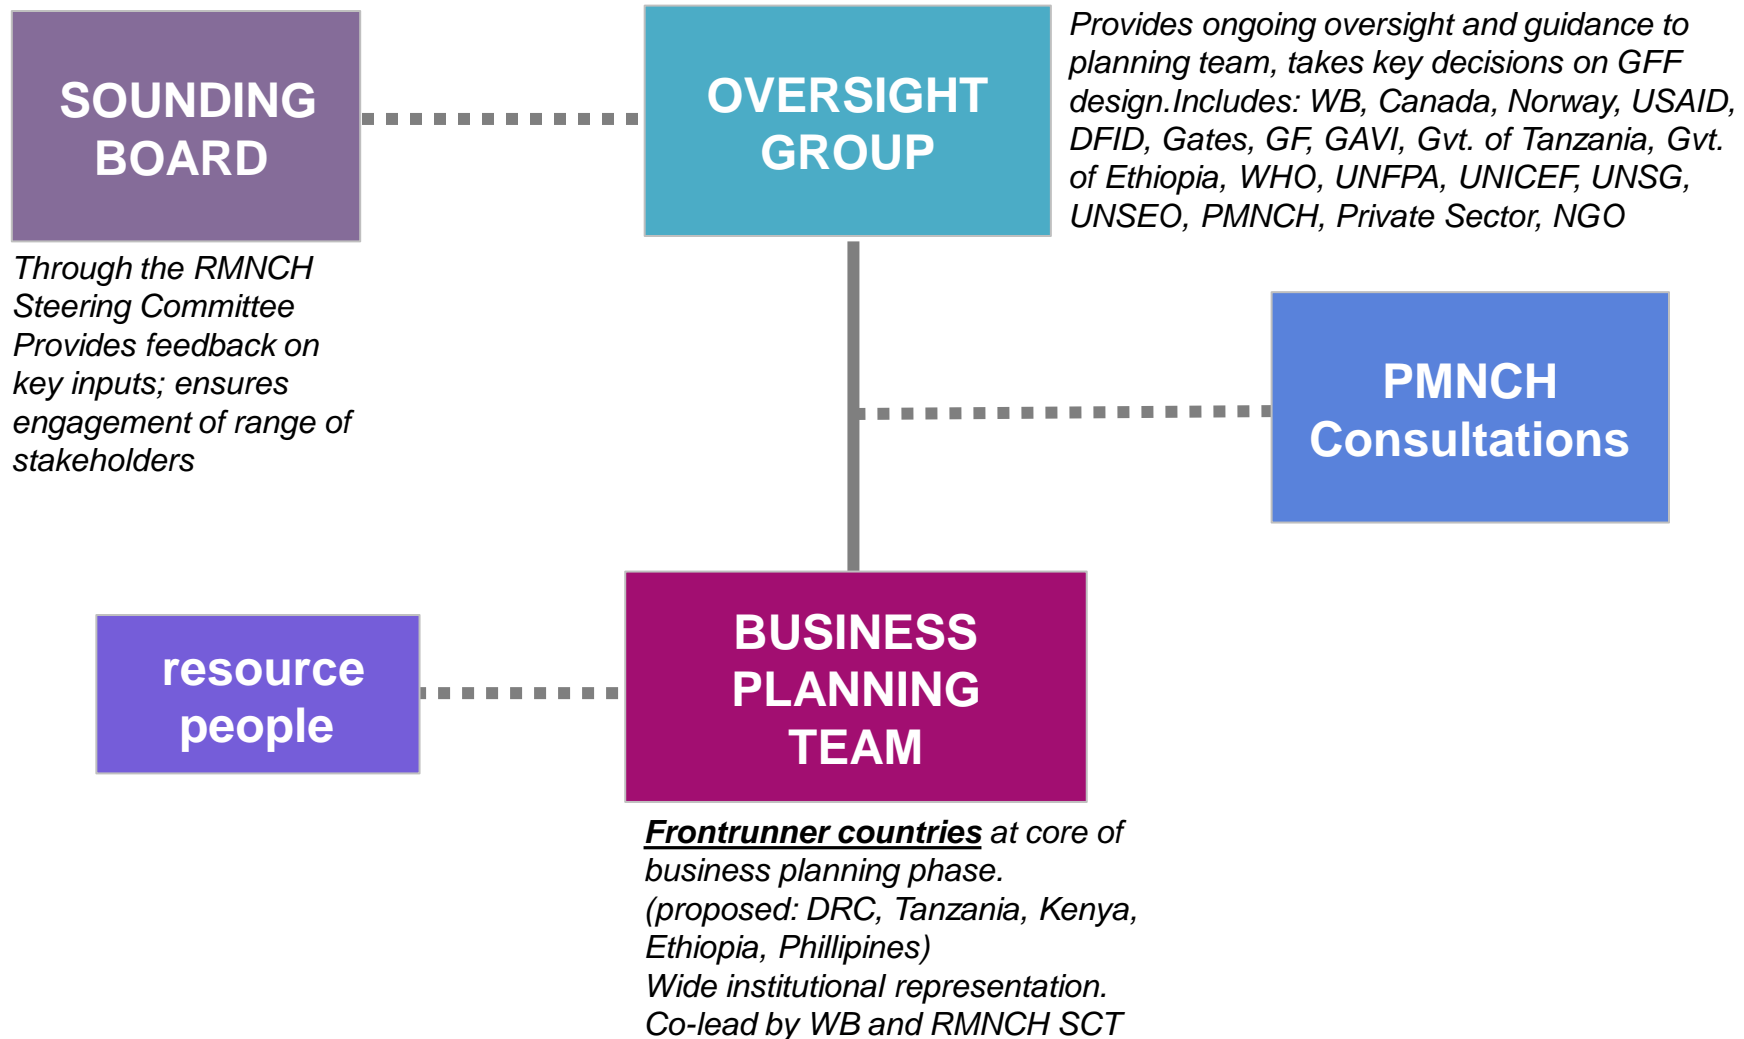 SOUNDING
BOARD
Through the RMNCH
Steering Committee
Provides feedback on
key inputs; ensures
engagement of range of
stakeholders
OVERSIGHT
GROUP
Provides ongoing oversight and guidance to
planning team, takes key decisions on GFF
design.Includes: WB, Canada, Norway, USAID,
DFID, Gates, GF, GAVI, Gvt. of Tanzania, Gvt.
of Ethiopia, WHO, UNFPA, UNICEF, UNSG,
UNSEO, PMNCH, Private Sector, NGO
PMNCH
Consultations
resource
people
BUSINESS
PLANNING
TEAM
Frontrunner countries at core of
business planning phase.
(proposed: DRC, Tanzania, Kenya,
Ethiopia, Phillipines)
Wide institutional representation.
Co-lead by WB and RMNCH SCT